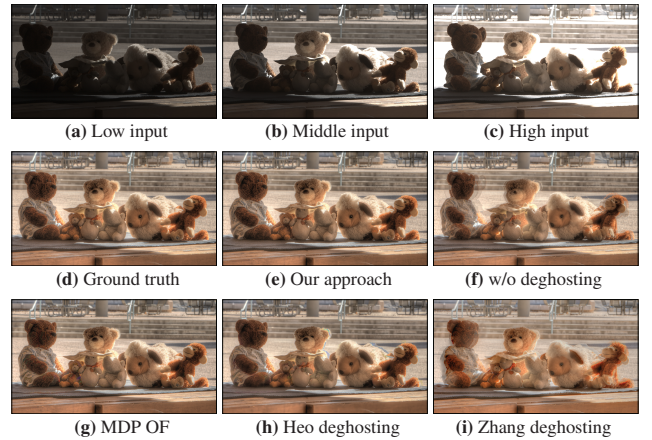 (a) Low input
(b) Middle input
(c) High input
(d) Ground truth
(e) Our approach
(f) w/o deghosting
(g) MDP OF
(h) Heo deghosting
(i) Zhang deghosting